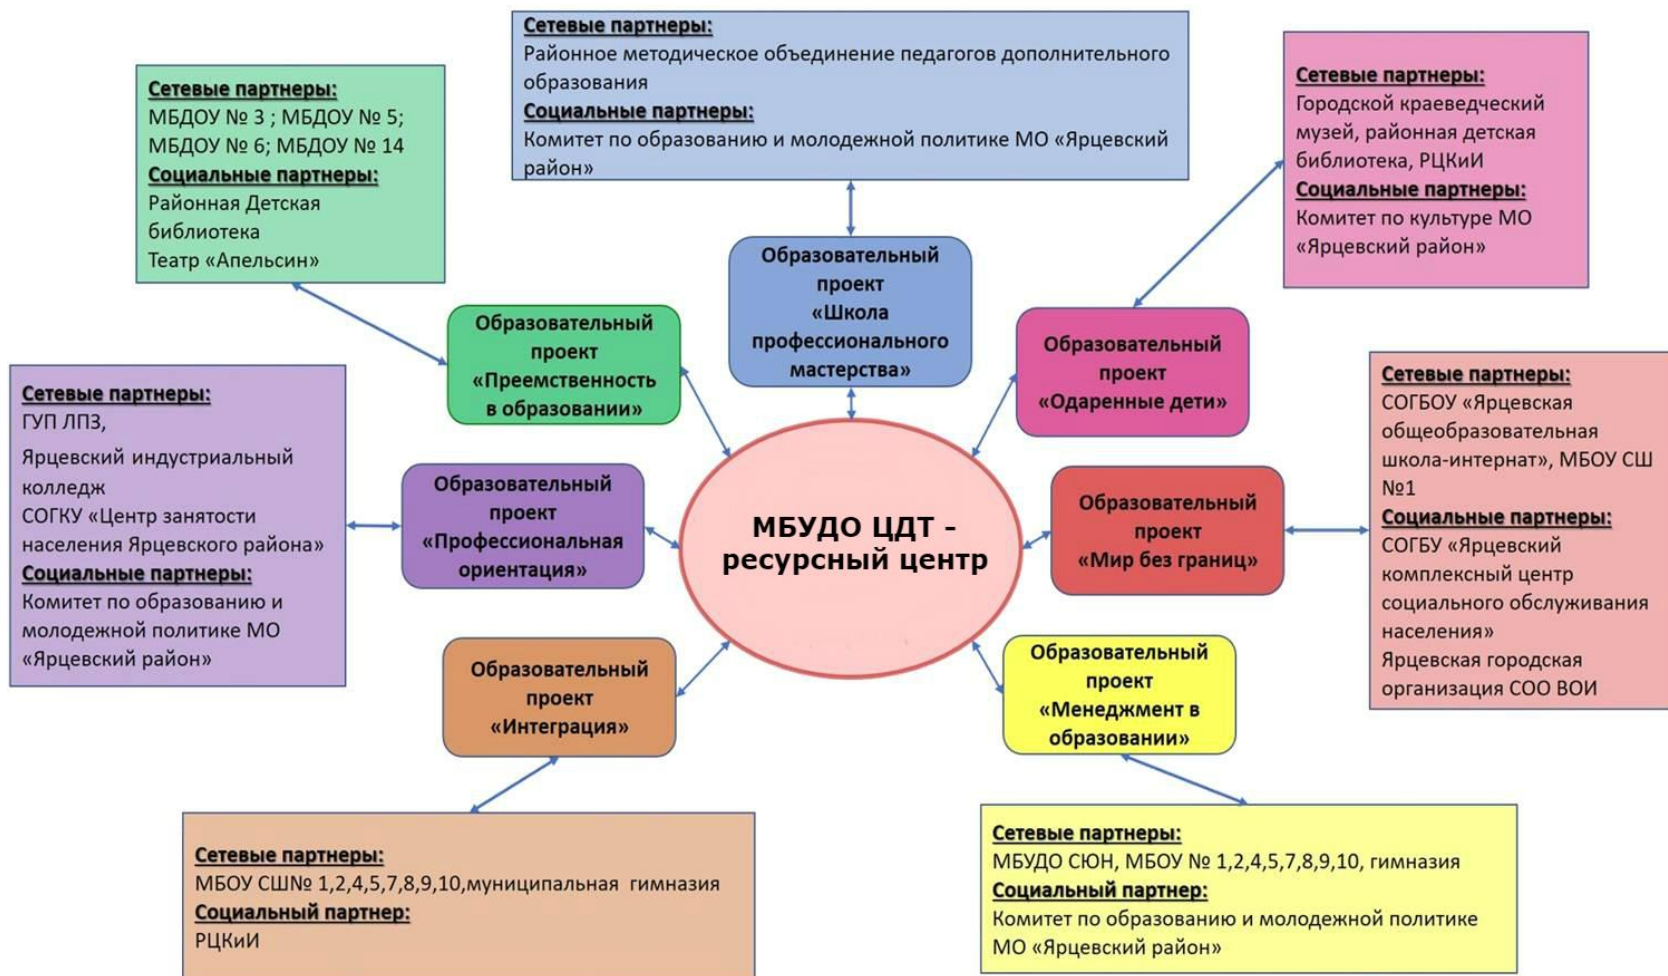 Сетевые партнеры:
Районное методическое объединение педагогов дополнительного
образования
Социальные партнеры:
Комитет по образованию и молодежной политике МО «Ярцевский
район»
Сетевые партнеры:
МБДОУ № 3 ; МБДОУ № 5;
МБДОУ № 6; МБДОУ № 14
Социальные партнеры:
Районная Детская
библиотека
Театр «Апельсин»
Сетевые партнеры:
Городской краеведческий
музей, районная детская
библиотека, РЦКиИ
Социальные партнеры:
Комитет по культуре МО
«Ярцевский район»
Образовательный
проект
«Школа
профессионального
мастерства»
Образовательный
проект
«Преемственность
в образовании»
Образовательный
проект
«Одаренные дети»
Сетевые партнеры:
ГУП ЛПЗ,
Ярцевский индустриальный
колледж
СОГКУ «Центр занятости
населения Ярцевского района»
Социальные партнеры:
Комитет по образованию и
молодежной политике МО
«Ярцевский район»
Образовательный
проект
«Профессиональная
ориентация»
МБУДО ЦДТ –
ресурсный центр
Образовательный
проект
«Мир без границ»
Сетевые партнеры:
СОГБОУ «Ярцевская
общеобразовательная
школа-интернат», МБОУ СШ
№1
Социальные партнеры:
СОГБУ «Ярцевский
комплексный центр
социального обслуживания
населения»
Ярцевская городская
организация СОО ВОИ
Образовательный
проект
«Интеграция»
Образовательный
проект
«Менеджмент в
образовании»
Сетевые партнеры:
МБОУ СШ№ 1,2,4,5,7,8,9,10,муниципальная гимназия
Социальный партнер:
РЦКиИ
Сетевые партнеры:
МБУДО СЮН, МБОУ № 1,2,4,5,7,8,9,10, гимназия
Социальный партнер:
Комитет по образованию и молодежной политике
МО «Ярцевский район»